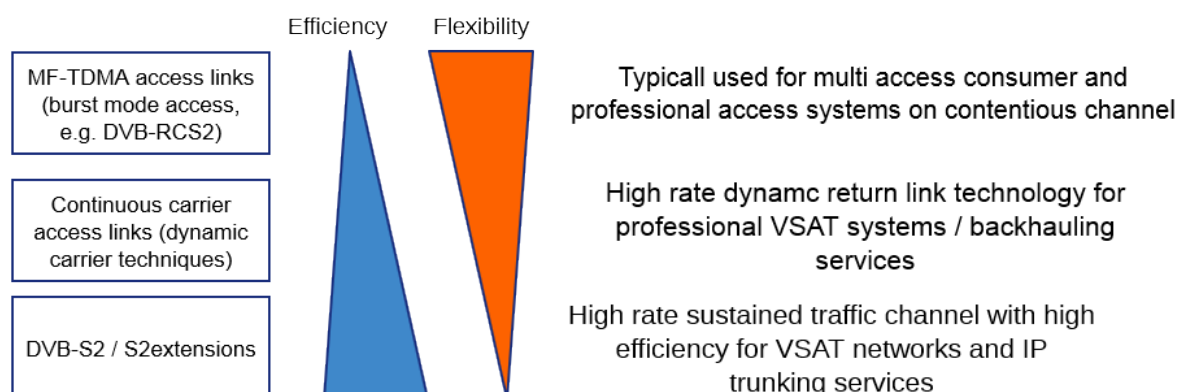 Efficiency Flexibility
MF-TDMA access links
(burst mode access,
e.g. DVB-RCS2)
Typicall used for multi access consumer and
professional access systems on contentious channel
Continuous carrier
access links (dynamic
carrier techniques)
High rate dynamc return link technology for
professional VSAT systems / backhauling
services
DVB-S2 / S2extensions
High rate sustained traffic channel with high
efficiency for VSAT networks and IP
trunking services